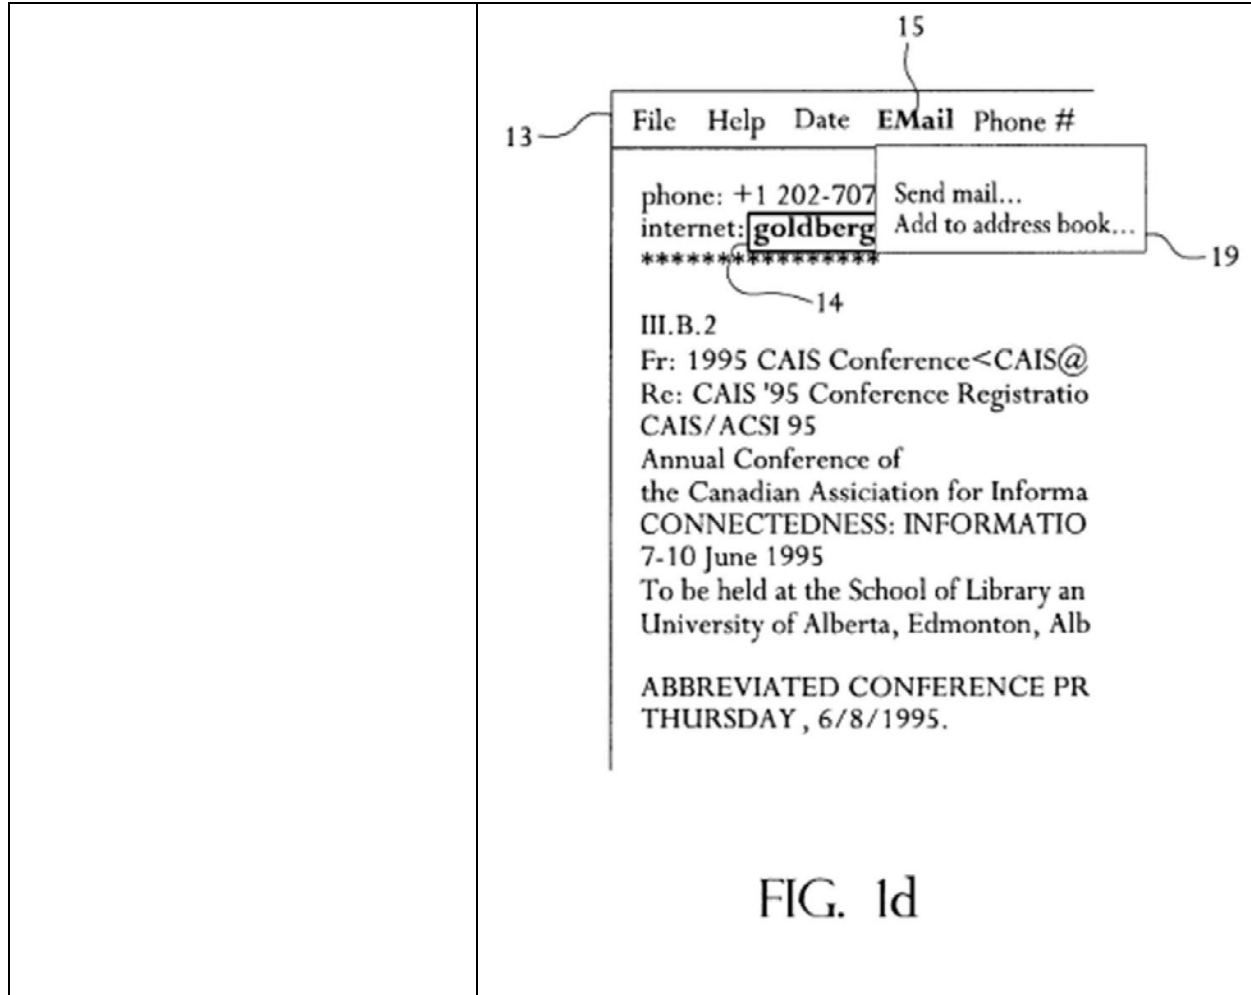 15
13
File Help Date EMail Phone #
phone: +1 202-707 Send mail...
internet: goldberg Add to address book...
****************
19
14
III.B.2
Fr: 1995 CAIS Conference<CAIS@
Re: CAIS '95 Conference Registratio
CAIS/ACSI 95
Annual Conference of
the Canadian Assiciation for Informa
CONNECTEDNESS: INFORMATIO
7-10 June 1995
To be held at the School of Library an
University of Alberta, Edmonton, Alb
ABBREVIATED CONFERENCE PR
THURSDAY , 6/8/1995.
FIG. 1d